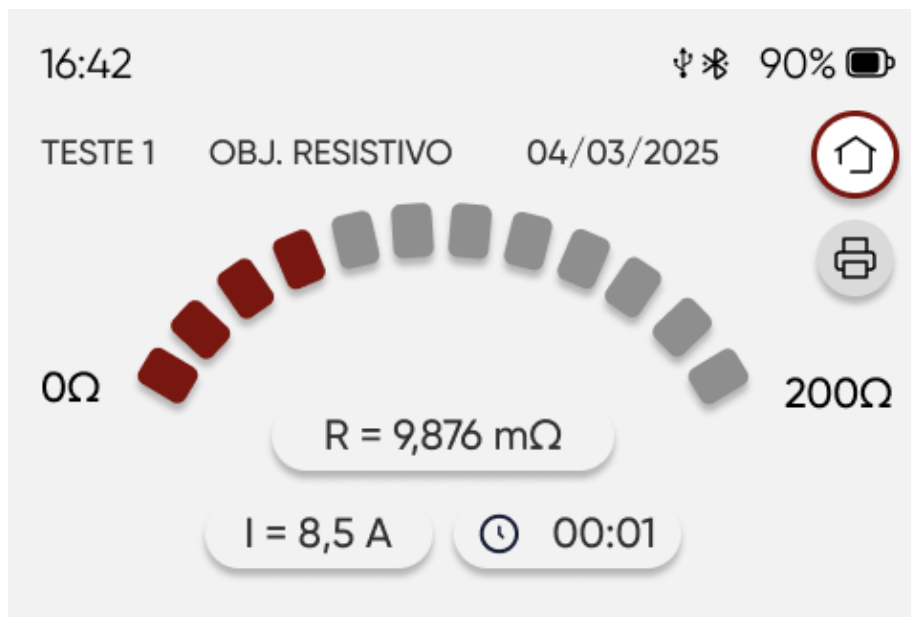 16:42 90%
TESTE 1 OBJ. RESISTIVO 04/03/2025
0Ω 200Ω
R = 9,876 mΩ
I = 8,5 A 00:01